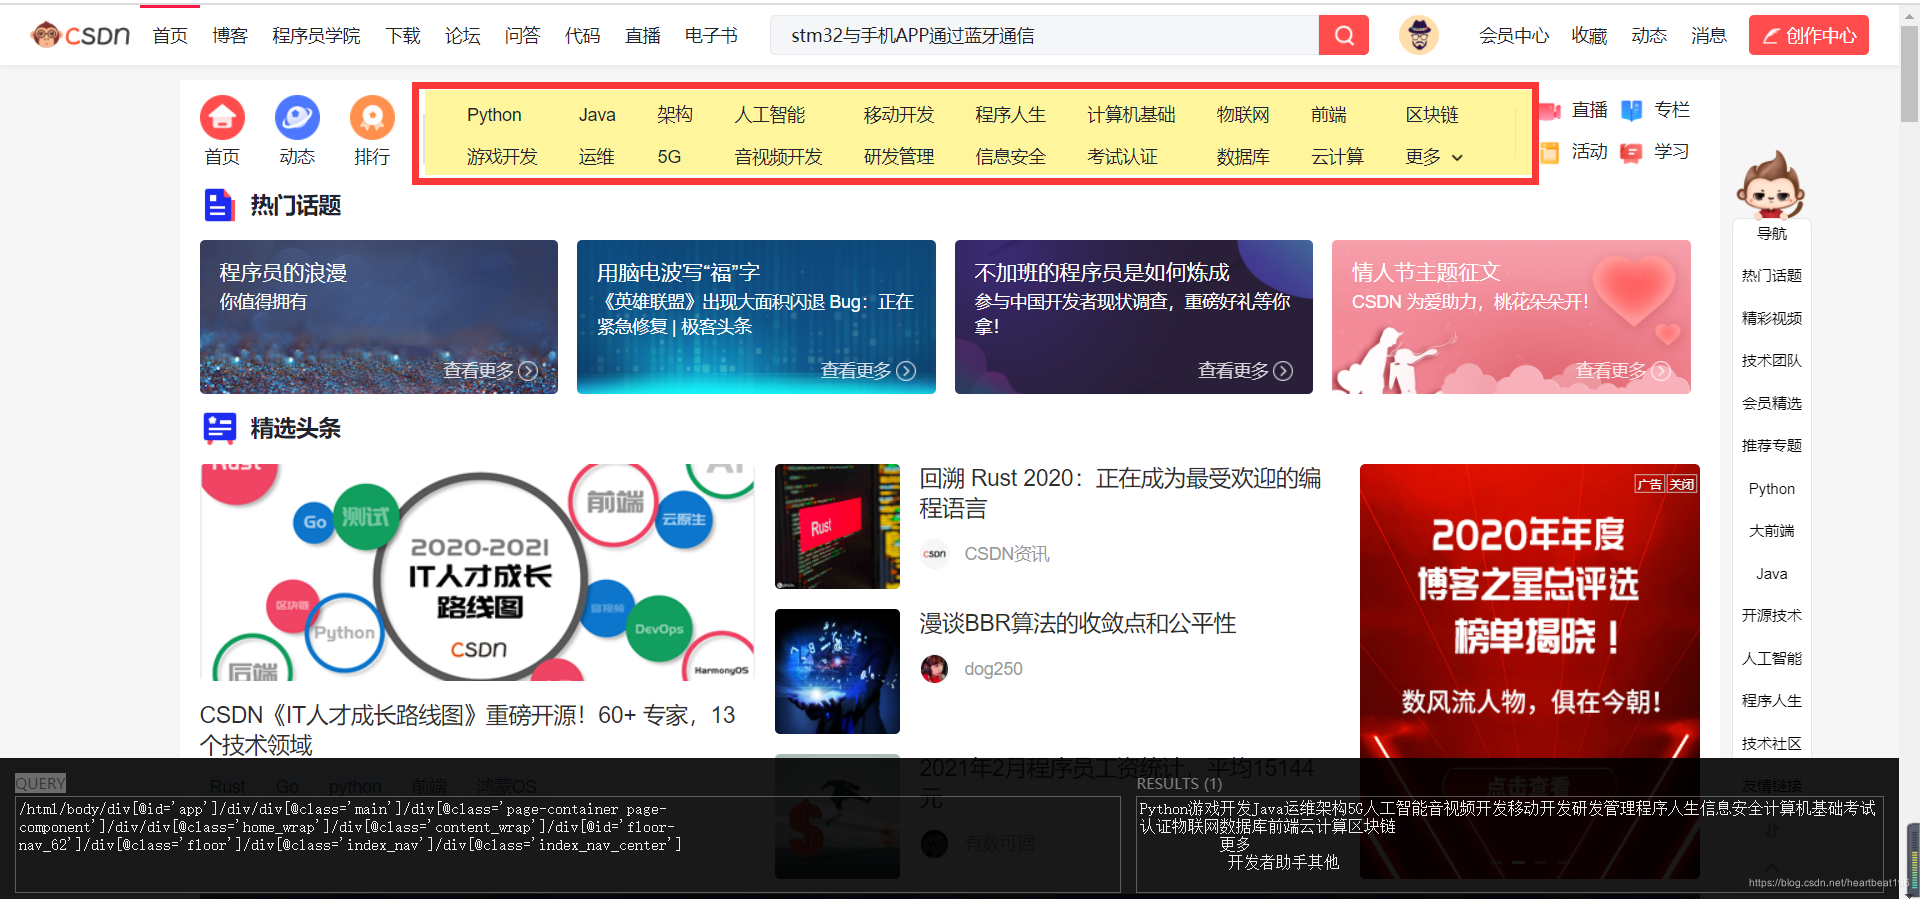 CSDN 首页 博客 程序员学院 下载 论坛 问答 代码 直播 电子书 stm32与手机APP通过蓝牙通信 会员中心 收藏 动态 消息 创作中心
首页 动态 排行
Python Java 架构 人工智能 移动开发 程序人生 计算机基础 物联网 前端 区块链
游戏开发 运维 5G 音视频开发 研发管理 信息安全 考试认证 数据库 云计算 更多
直播 专栏
活动 学习
热门话题
程序员的浪漫
你值得拥有
查看更多
用脑电波写“福”字
《英雄联盟》出现大面积闪退 Bug：正在
紧急修复 | 极客头条
查看更多
不加班的程序员是如何炼成
参与中国开发者现状调查，重磅好礼等你
拿！
查看更多
情人节主题征文
CSDN 为爱助力，桃花朵朵开！
查看更多
精选头条
Rust
AI
Go
测试
前端
云原生
2020-2021
IT人才成长
路线图
CSDN
区块链
Python
后端
音视频
DevOps
HarmonyOS
CSDN《IT人才成长路线图》重磅开源！60+ 专家，13
个技术领域
Rust Go python 前端 鸿蒙OS
Rust
回溯 Rust 2020：正在成为最受欢迎的编
程语言
CSDN CSDN资讯
漫谈BBR算法的收敛点和公平性
dog250
2021年2月程序员工资统计，平均15144
元
有数可据
广告 关闭
2020年年度
博客之星总评选
榜单揭晓！
数风流人物，俱在今朝！
点击查看
导航
热门话题
精彩视频
技术团队
会员精选
推荐专题
Python
大前端
Java
开源技术
人工智能
程序人生
技术社区
友情链接
QUERY
/html/body/div[@id='app']/div/div[@class='main']/div[@class='page-container page-
component']/div/div[@class='home_wrap']/div[@class='content_wrap']/div[@id='floor-
nav_62']/div[@class='floor']/div[@class='index_nav']/div[@class='index_nav_center']
RESULTS (1)
Python游戏开发Java运维架构5G人工智能音视频开发移动开发研发管理程序人生信息安全计算机基础考试
认证物联网数据库前端云计算区块链
更多
开发者助手其他